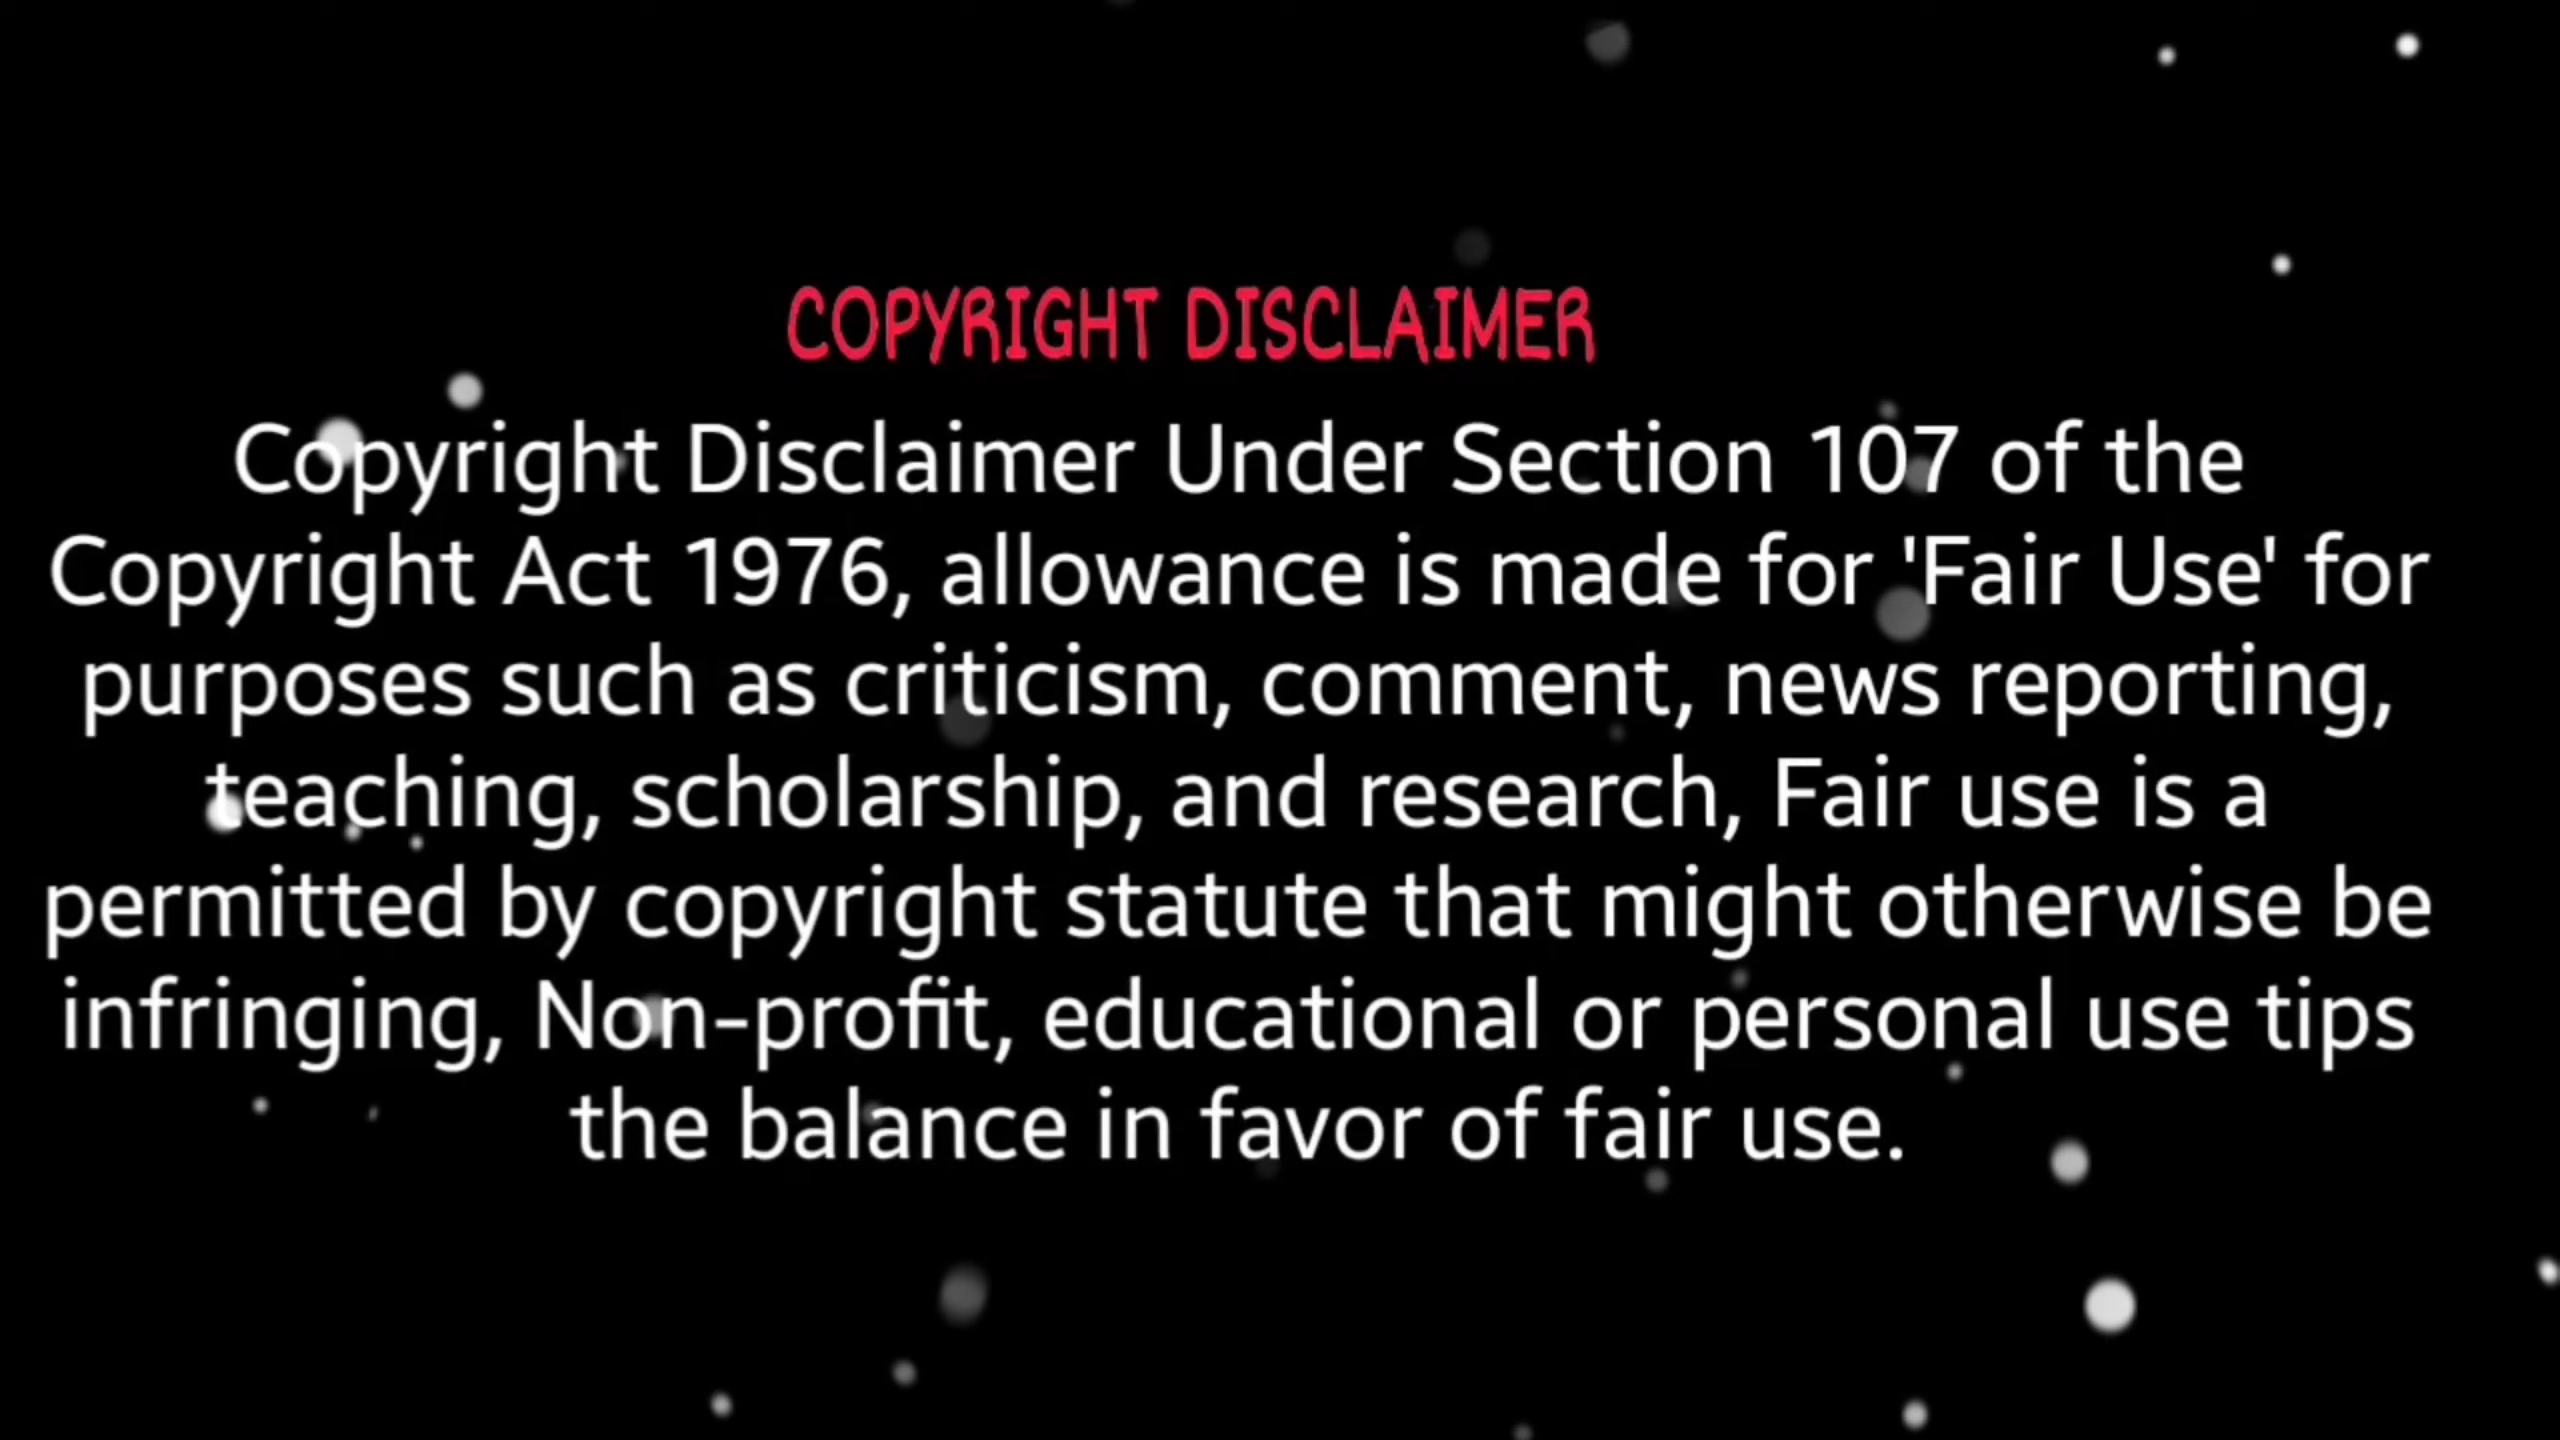 COPYRIGHT DISCLAIMER
Copyright Disclaimer Under Section 107 of the
Copyright Act 1976, allowance is made for 'Fair Use' for
purposes such as criticism, comment, news reporting,
teaching, scholarship, and research, Fair use is a
permitted by copyright statute that might otherwise be
infringing, Non-profit, educational or personal use tips
the balance in favor of fair use.